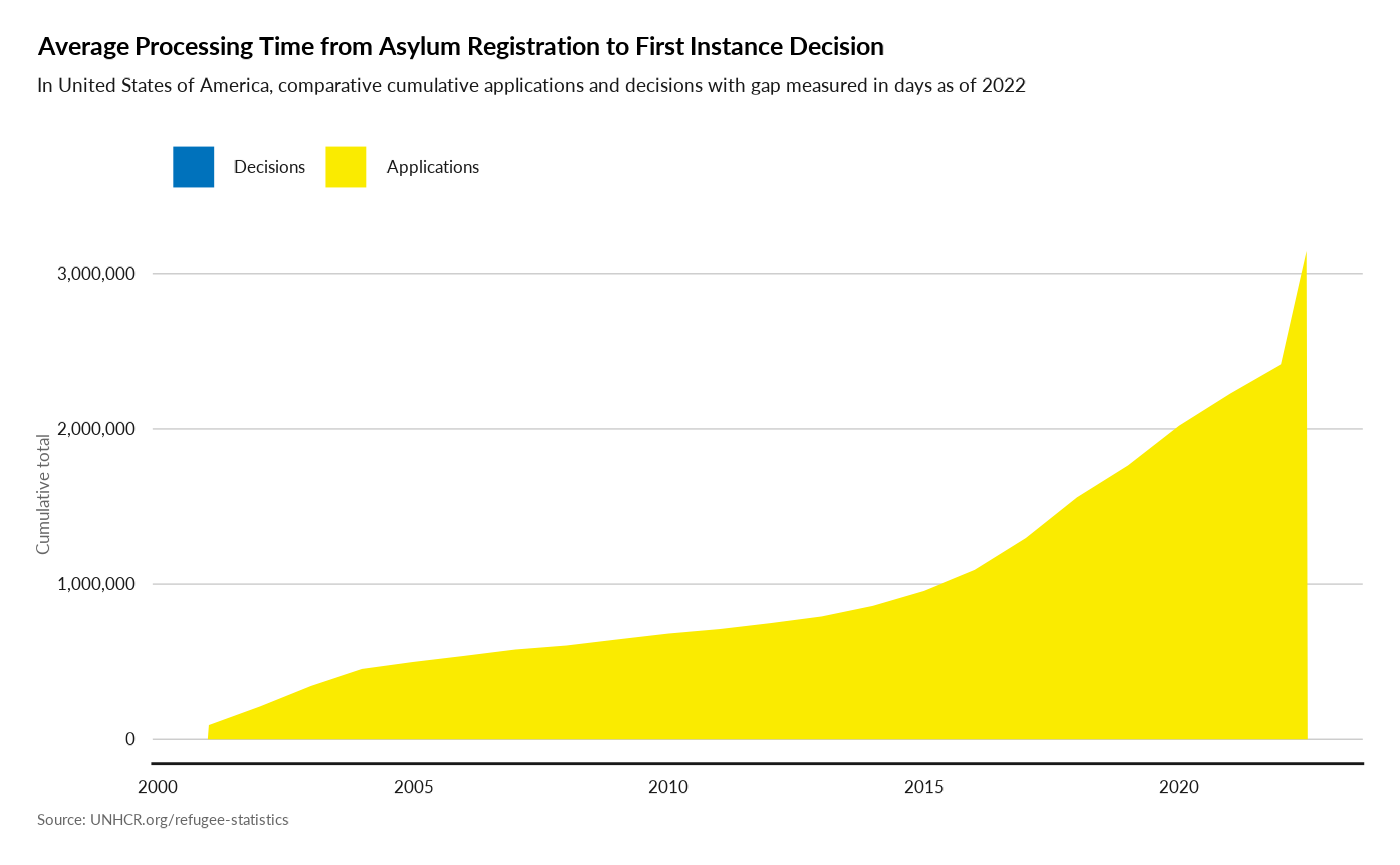 Average Processing Time from Asylum Registration to First Instance Decision
In United States of America, comparative cumulative applications and decisions with gap measured in days as of 2022
Decisions Applications
3,000,000
2,000,000
1,000,000
0
Cumulative total
2000 2005 2010 2015 2020
Source: UNHCR.org/refugee-statistics